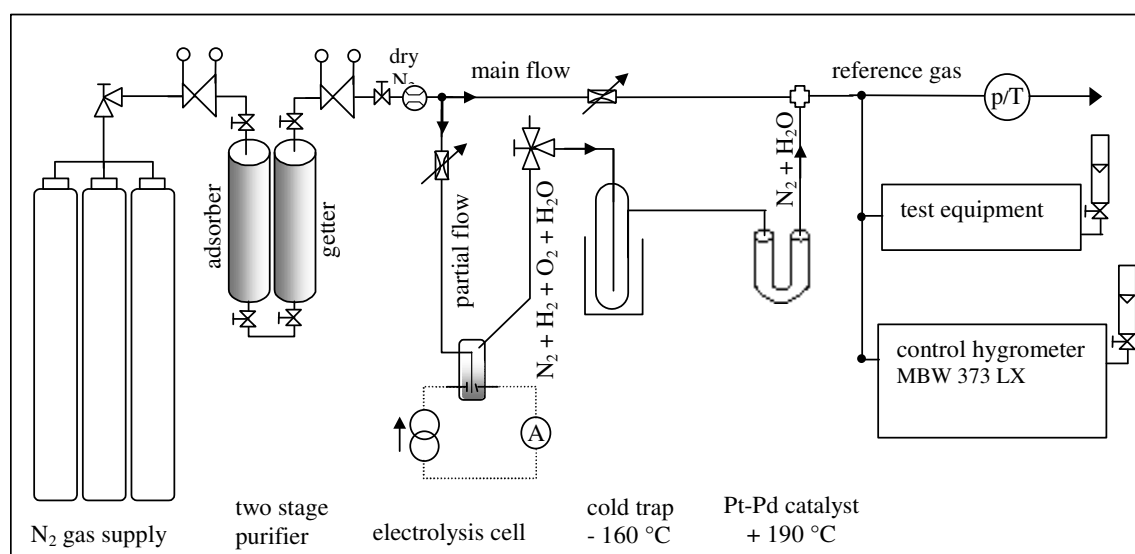 dry
N₂
main flow
reference gas
p/T
adsorber
getter
partial flow
N₂ + H₂ + O₂ + H₂O
N₂ + H₂O
test equipment
control hygrometer
MBW 373 LX
A
N₂ gas supply
two stage
purifier
electrolysis cell
cold trap
- 160 °C
Pt-Pd catalyst
+ 190 °C